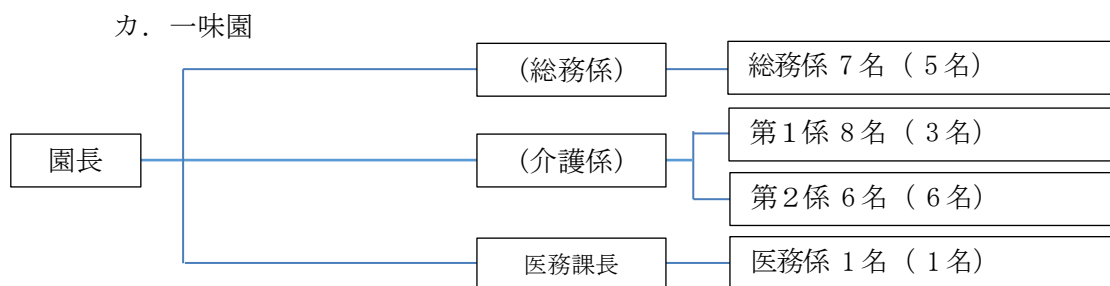 カ．一味園
(総務係)
総務係 7名 ( 5名)
園長
(介護係)
第1係 8名 ( 3名)
第2係 6名 ( 6名)
医務課長
医務係 1名 ( 1名)